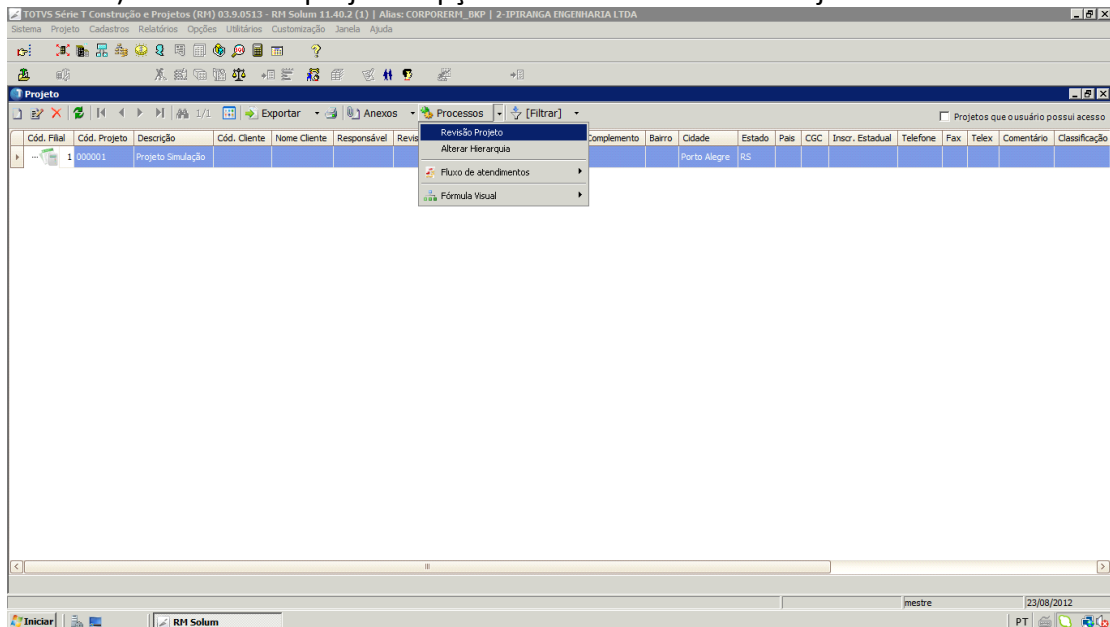 TOTVS Série T Construção e Projetos (RM) 03.9.0513 - RM Solum 11.40.2 (1) | Alias: CORPORERM_BKP | 2-IPIRANGA ENGENHARIA LTDA
Sistema Projeto Cadastros Relatórios Opções Utilitários Customização Janela Ajuda
Projeto
1/1 Exportar Anexos Processos [Filtrar] Projetos que o usuário possui acesso
Cód. Filial Cód. Projeto Descrição Cód. Cliente Nome Cliente Responsável Revis Complemento Bairro Cidade Estado Pais CGC Inscr. Estadual Telefone Fax Telex Comentário Classificação
1 000001 Projeto Simulação Porto Alegre RS
Revisão Projeto
Alterar Hierarquia
Fluxo de atendimentos
Fórmula Visual
mestre 23/08/2012
Iniciar RM Solum PT